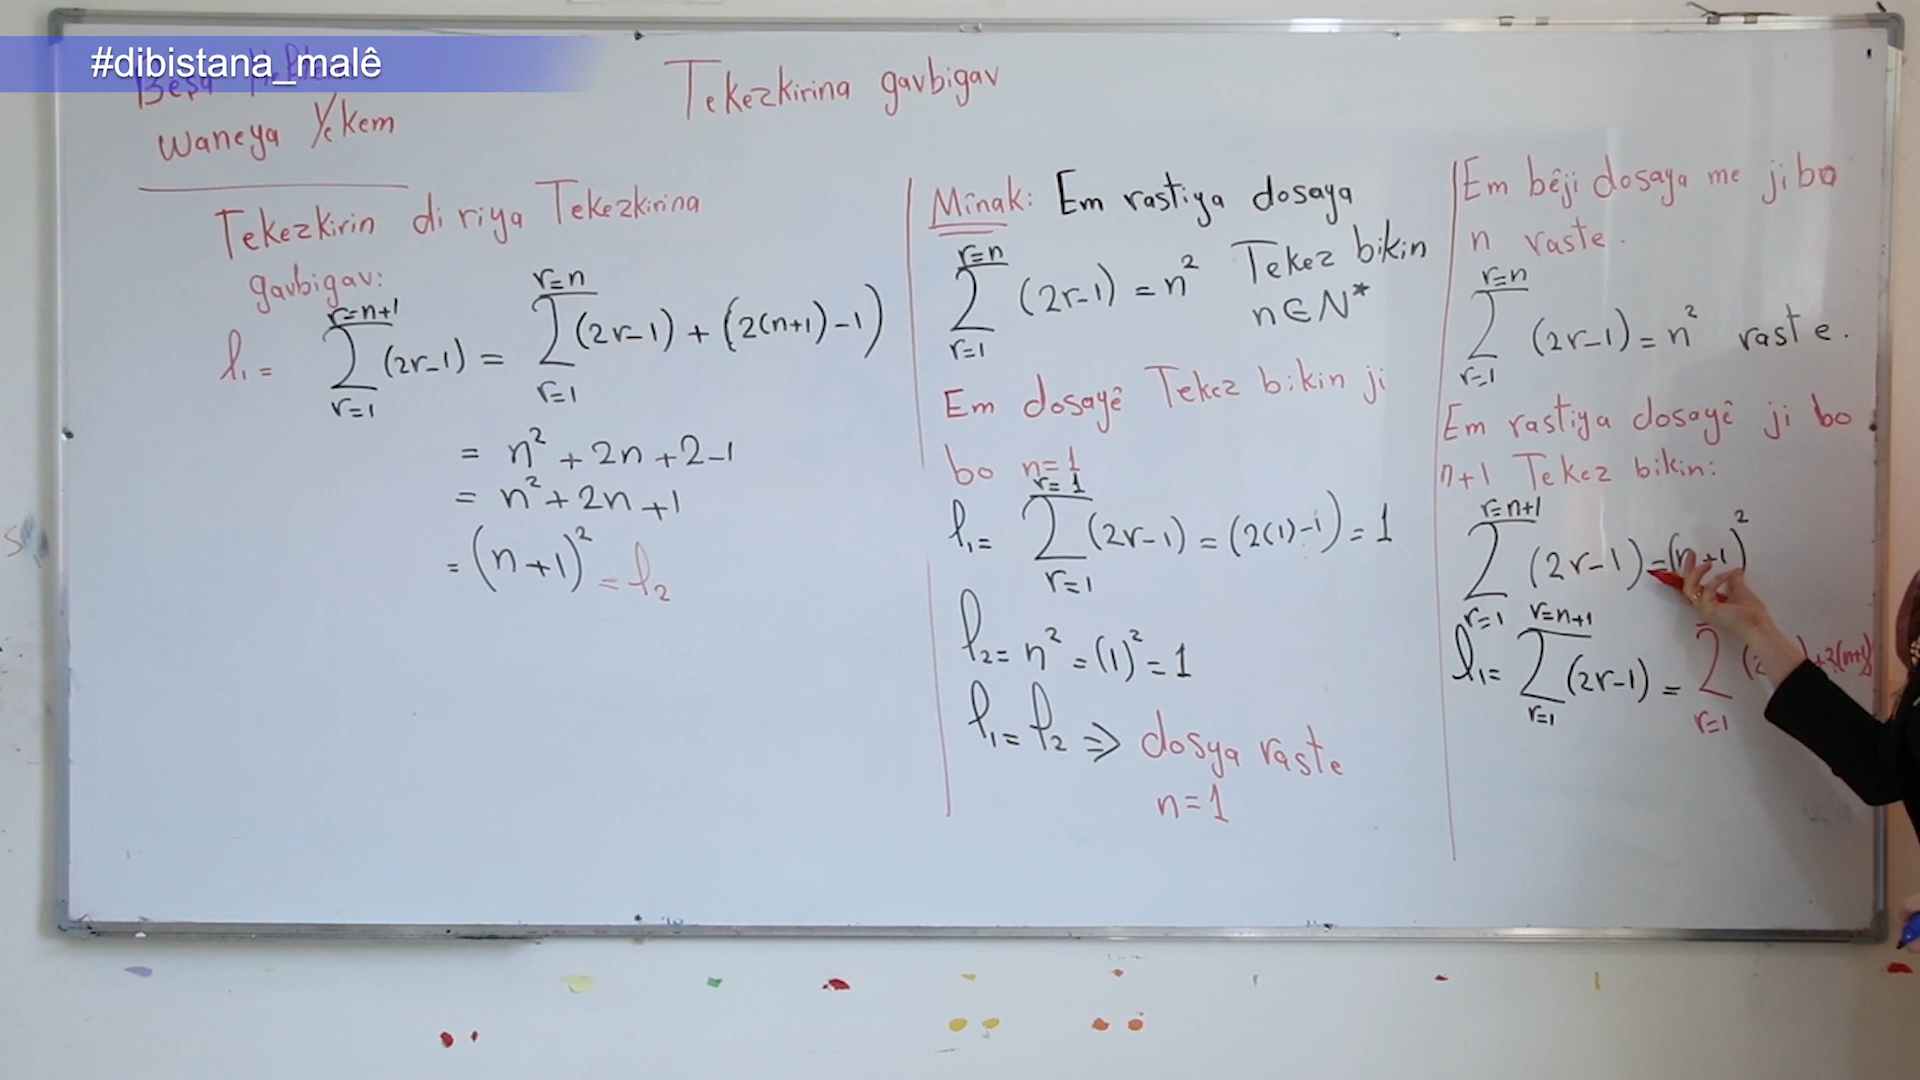 #dibistana_malê
Beşa
waneya Yekem
Tekezkirina gavbigav
Tekezkirin di riya Tekezkirina
gavbigav:
r=n+1 r=n
l₁ = ∑ (2r-1) = ∑ (2r-1) + (2(n+1)-1)
r=1 r=1
= n² + 2n + 2-1
= n² + 2n + 1
= (n+1)² = l₂
Mînak: Em rastiya dosaya
r=n
∑ (2r-1) = n² Tekez bikin
r=1 n∈N*
Em dosayê Tekez bikin ji
bo n=1
r=1
l₁= ∑ (2r-1) = (2(1)-1) = 1
r=1
l₂= n² = (1)² = 1
l₁= l₂ ⇒ dosya raste
n=1
Em bêji dosaya me ji bo
n raste.
r=n
∑ (2r-1) = n² raste.
r=1
Em rastiya dosayê ji bo
n+1 Tekez bikin:
r=n+1
∑ (2r-1) = (n+1)²
r=1 r=n+1
l₁= ∑ (2r-1) = ∑
r=1 r=1